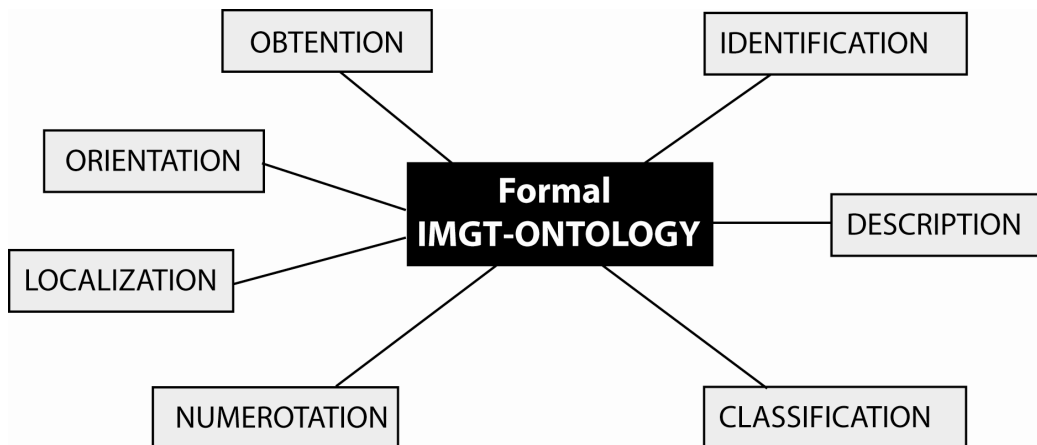 OBTENTION
IDENTIFICATION
ORIENTATION
Formal
IMGT-ONTOLOGY
DESCRIPTION
LOCALIZATION
NUMEROTATION
CLASSIFICATION